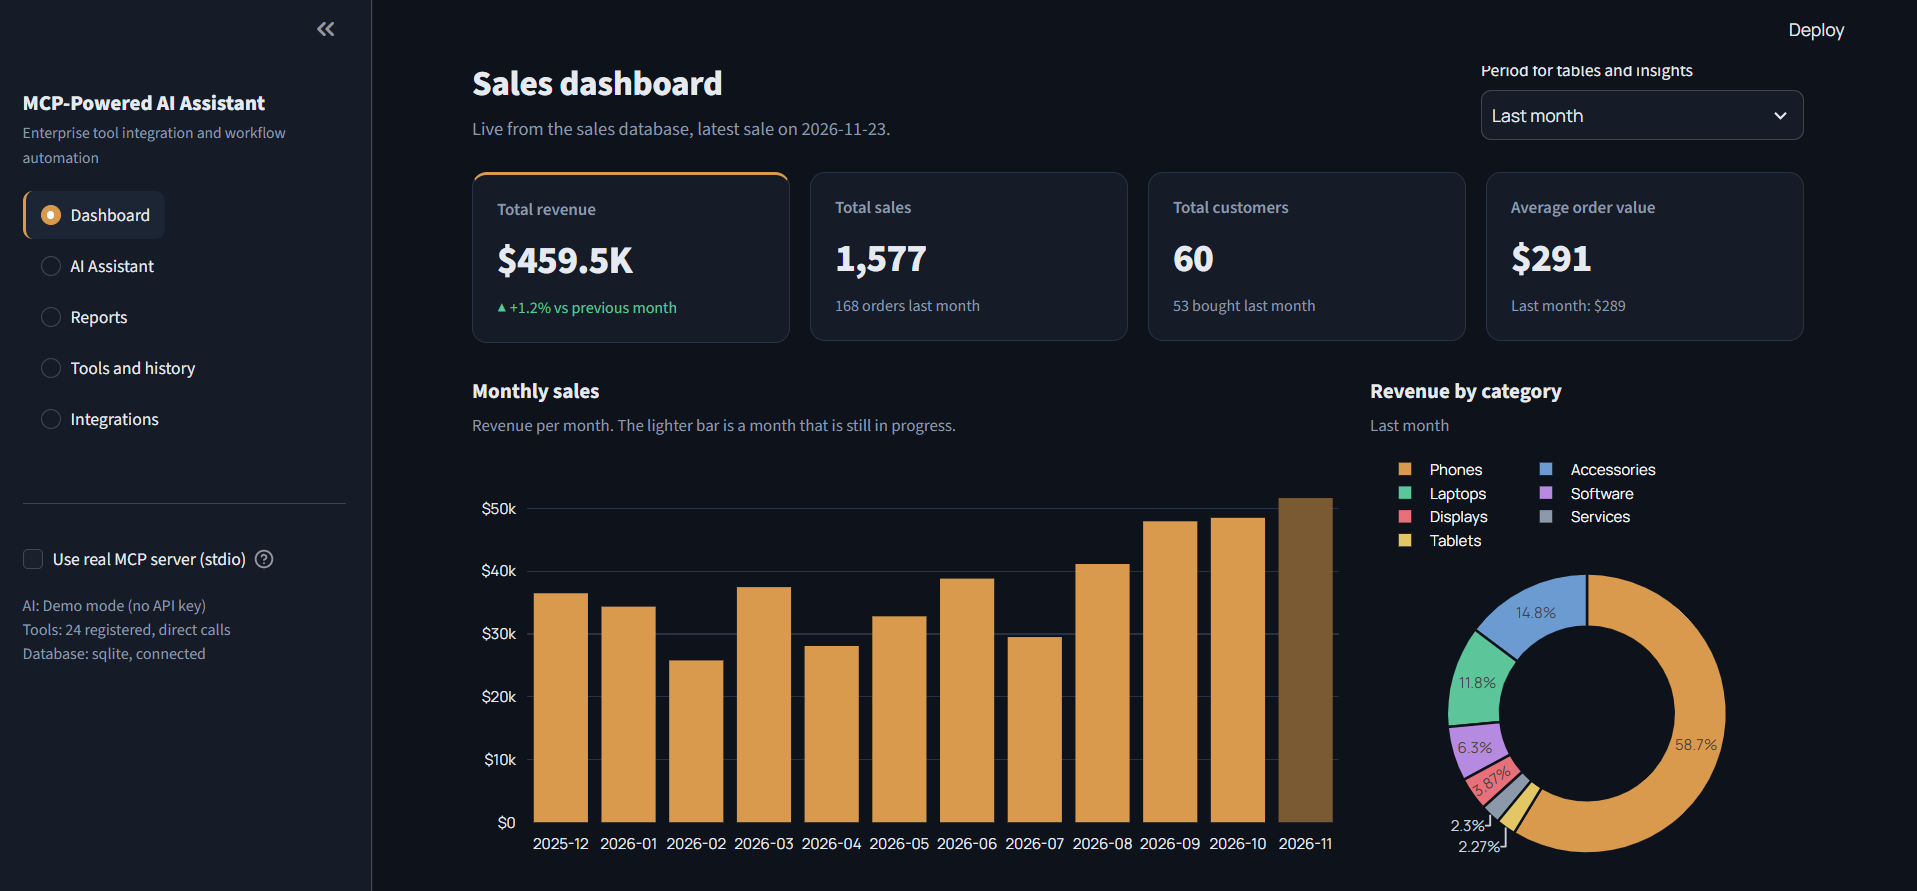 Deploy
MCP-Powered AI Assistant
Enterprise tool integration and workflow
automation
Dashboard
AI Assistant
Reports
Tools and history
Integrations
Use real MCP server (stdio)
?
AI: Demo mode (no API key)
Tools: 24 registered, direct calls
Database: sqlite, connected
Sales dashboard
Live from the sales database, latest sale on 2026-11-23.
Period for tables and insights
Last month
Total revenue
$459.5K
▲ +1.2% vs previous month
Total sales
1,577
168 orders last month
Total customers
60
53 bought last month
Average order value
$291
Last month: $289
Monthly sales
Revenue per month. The lighter bar is a month that is still in progress.
$50k
$40k
$30k
$20k
$10k
$0
2025-12 2026-01 2026-02 2026-03 2026-04 2026-05 2026-06 2026-07 2026-08 2026-09 2026-10 2026-11
Revenue by category
Last month
Phones
Laptops
Displays
Tablets
Accessories
Software
Services
14.8%
11.8%
58.7%
6.3%
3.87%
2.3%
2.27%